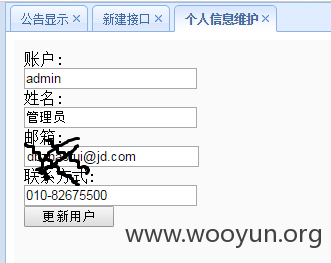 公告显示 新建接口 个人信息维护
账户：
admin
姓名：
管理员
邮箱：
@jd.com
联系方式：
010-82675500
更新用户
www.wooyun.org